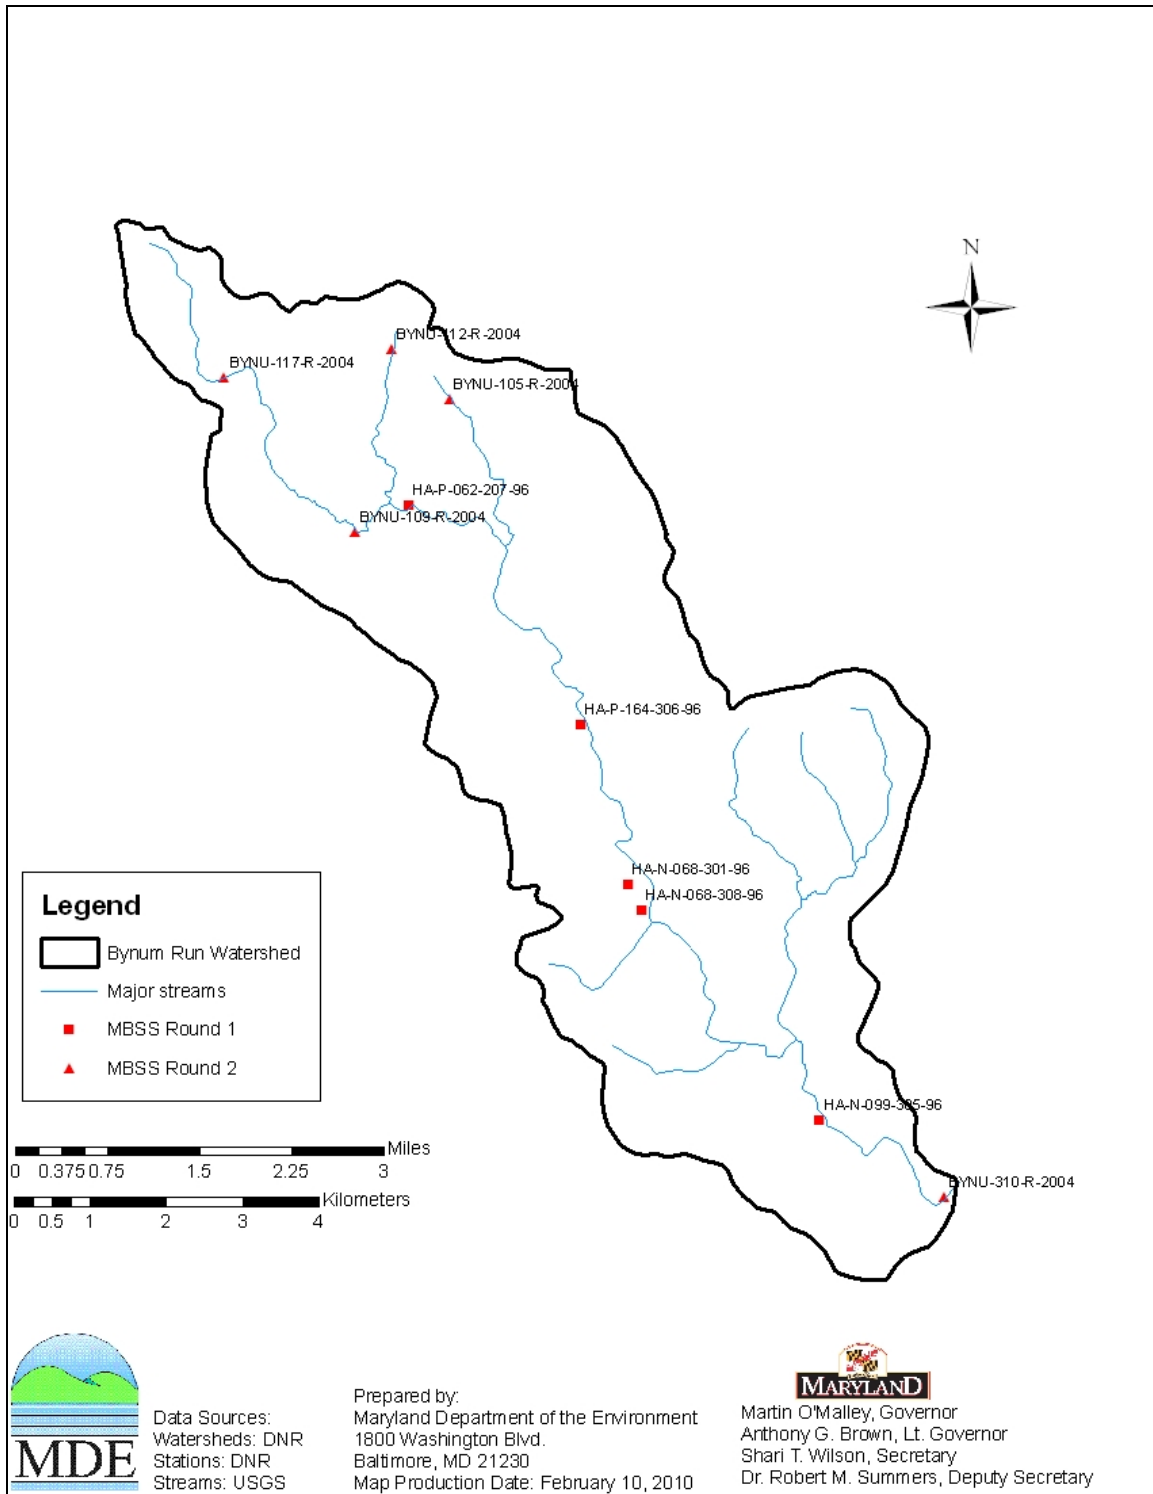 N
BYNU-112-R-2004
BYNU-117-R-2004
BYNU-105-R-2004
HA-P-062-207-96
BYNU-109-R-2004
HA-P-164-306-96
HA-N-068-301-96
HA-N-068-308-96
HA-N-099-305-96
BYNU-310-R-2004
Legend
Bynum Run Watershed
Major streams
MBSS Round 1
MBSS Round 2
Miles
0 0.375 0.75 1.5 2.25 3
Kilometers
0 0.5 1 2 3 4
MDE
Data Sources:
Watersheds: DNR
Stations: DNR
Streams: USGS
Prepared by:
Maryland Department of the Environment
1800 Washington Blvd.
Baltimore, MD 21230
Map Production Date: February 10, 2010
MARYLAND
Martin O'Malley, Governor
Anthony G. Brown, Lt. Governor
Shari T. Wilson, Secretary
Dr. Robert M. Summers, Deputy Secretary